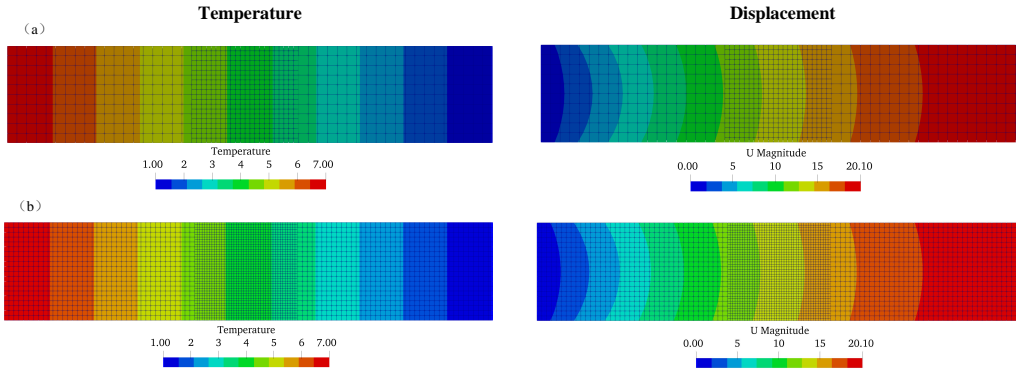 Temperature Displacement
（a）
Temperature
1.00 2 3 4 5 6 7.00
U Magnitude
0.00 5 10 15 20.10
（b）
Temperature
1.00 2 3 4 5 6 7.00
U Magnitude
0.00 5 10 15 20.10